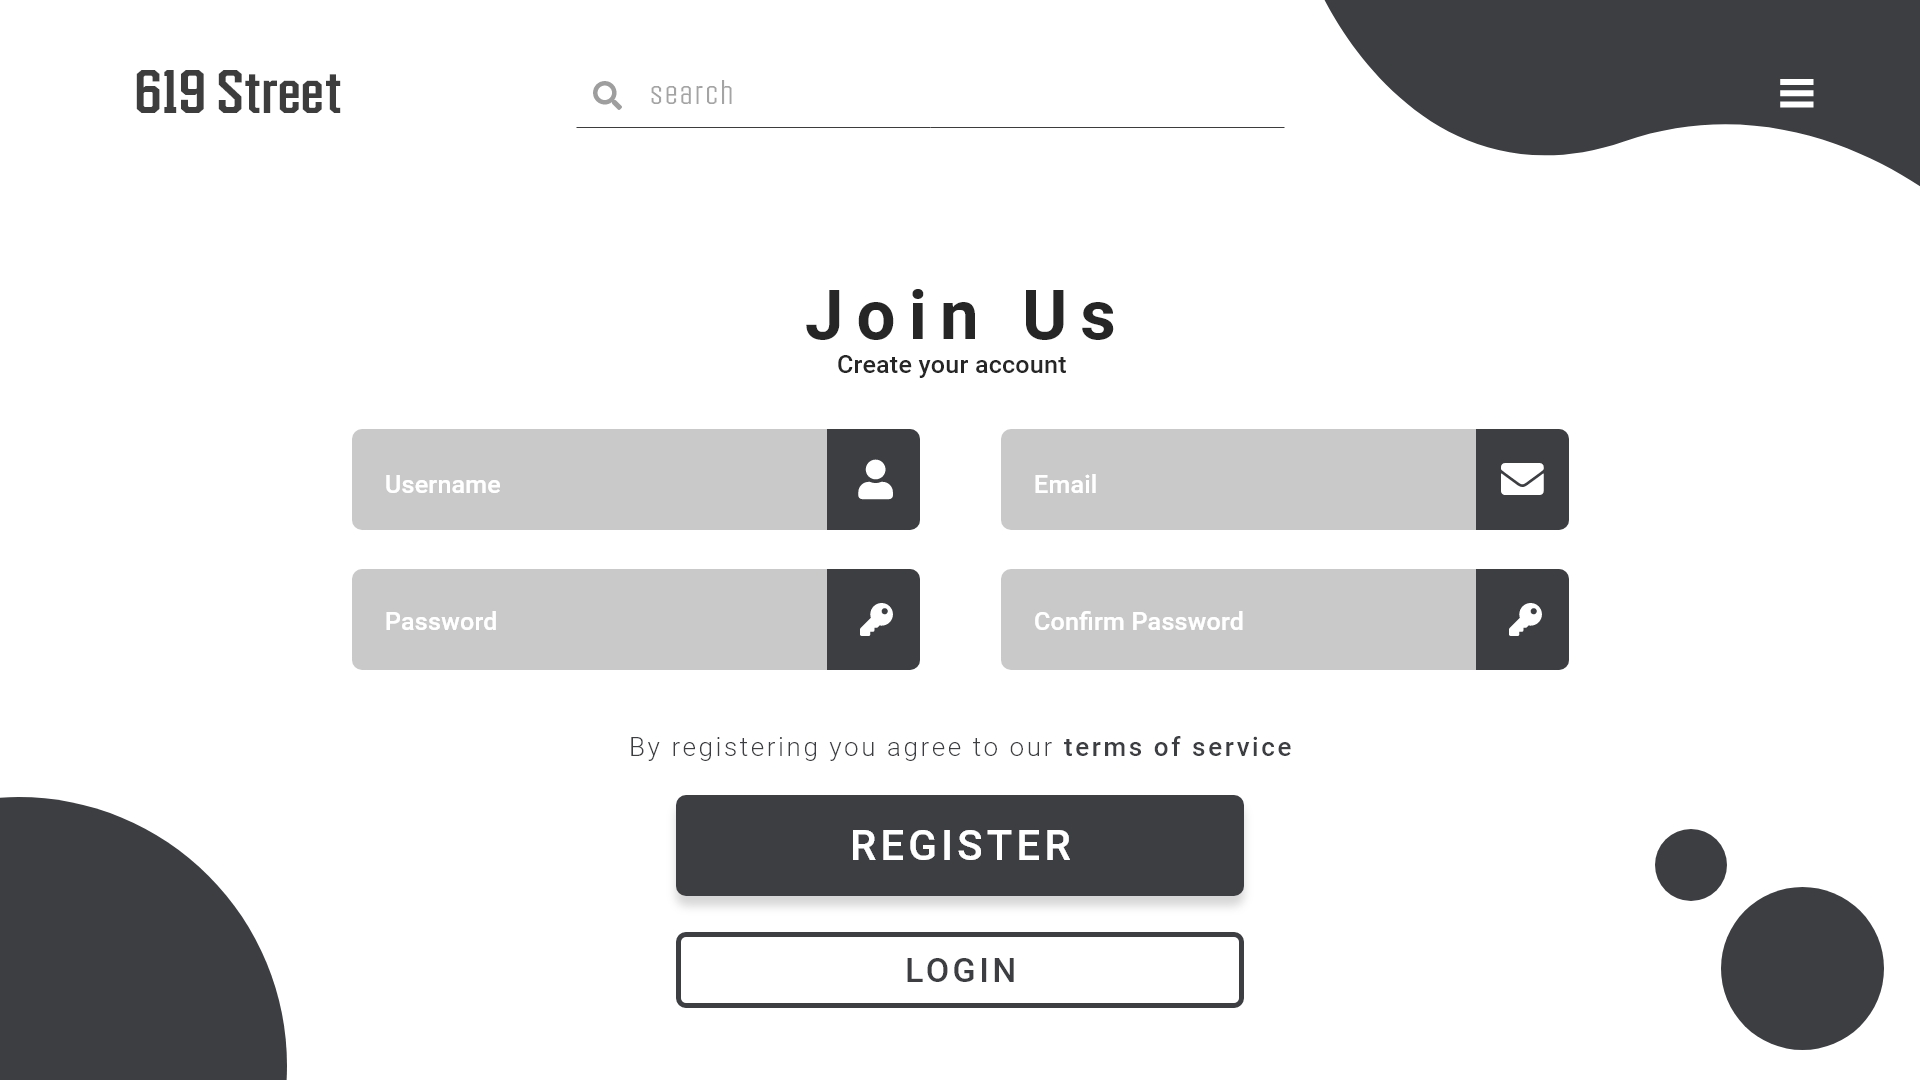 619 Street
search
Join Us
Create your account
Username
Email
Password
Confirm Password
By registering you agree to our terms of service
REGISTER
LOGIN